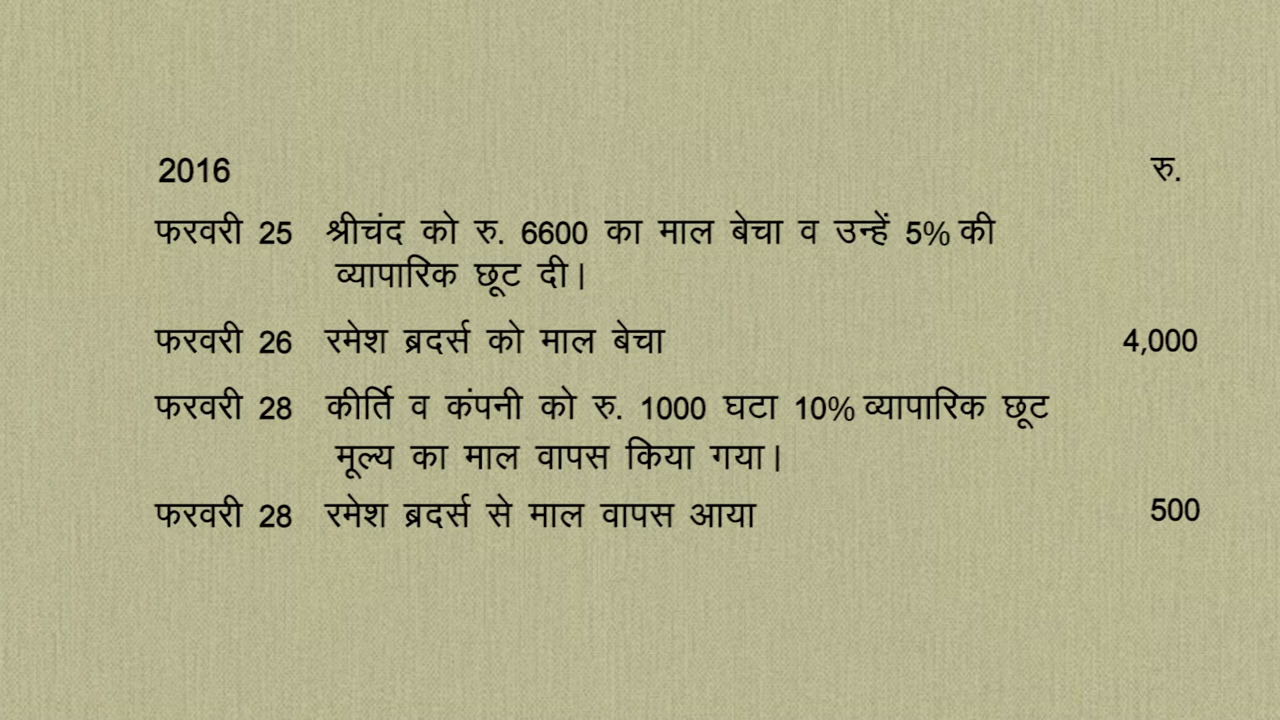 2016 रु.
फरवरी 25 श्रीचंद को रु. 6600 का माल बेचा व उन्हें 5% की
व्यापारिक छूट दी।
फरवरी 26 रमेश ब्रदर्स को माल बेचा 4,000
फरवरी 28 कीर्ति व कंपनी को रु. 1000 घटा 10% व्यापारिक छूट
मूल्य का माल वापस किया गया।
फरवरी 28 रमेश ब्रदर्स से माल वापस आया 500